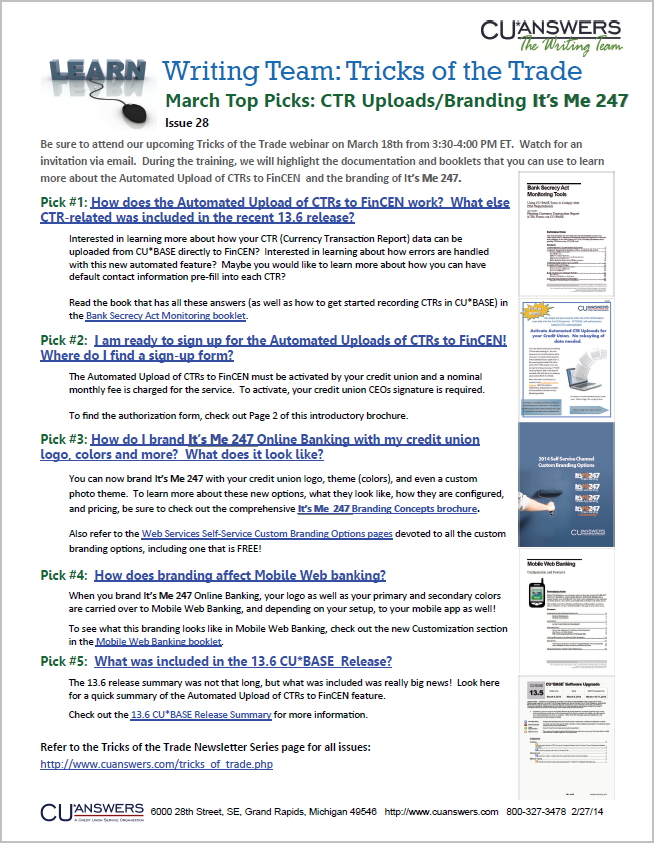 CU*ANSWERS
The Writing Team
LEARN
Writing Team: Tricks of the Trade
March Top Picks: CTR Uploads/Branding It's Me 247
Issue 28
Be sure to attend our upcoming Tricks of the Trade webinar on March 18th from 3:30-4:00 PM ET. Watch for an
invitation via email. During the training, we will highlight the documentation and booklets that you can use to learn
more about the Automated Upload of CTRs to FinCEN and the branding of It's Me 247.
Pick #1: How does the Automated Upload of CTRs to FinCEN work? What else
CTR-related was included in the recent 13.6 release?
Interested in learning more about how your CTR (Currency Transaction Report) data can be
uploaded from CU*BASE directly to FinCEN? Interested in learning about how errors are handled
with this new automated feature? Maybe you would like to learn more about how you can have
default contact information pre-fill into each CTR?
Read the book that has all these answers (as well as how to get started recording CTRs in CU*BASE) in
the Bank Secrecy Act Monitoring booklet.
Pick #2: I am ready to sign up for the Automated Uploads of CTRs to FinCEN!
Where do I find a sign-up form?
The Automated Upload of CTRs to FinCEN must be activated by your credit union and a nominal
monthly fee is charged for the service. To activate, your credit union CEOs signature is required.
To find the authorization form, check out Page 2 of this introductory brochure.
Pick #3: How do I brand It's Me 247 Online Banking with my credit union
logo, colors and more? What does it look like?
You can now brand It's Me 247 with your credit union logo, theme (colors), and even a custom
photo theme. To learn more about these new options, what they look like, how they are configured,
and pricing, be sure to check out the comprehensive It's Me 247 Branding Concepts brochure.
Also refer to the Web Services Self-Service Custom Branding Options pages devoted to all the custom
branding options, including one that is FREE!
Pick #4: How does branding affect Mobile Web banking?
When you brand It's Me 247 Online Banking, your logo as well as your primary and secondary colors
are carried over to Mobile Web Banking, and depending on your setup, to your mobile app as well!
To see what this branding looks like in Mobile Web Banking, check out the new Customization section
in the Mobile Web Banking booklet.
Pick #5: What was included in the 13.6 CU*BASE Release?
The 13.6 release summary was not that long, but what was included was really big news! Look here
for a quick summary of the Automated Upload of CTRs to FinCEN feature.
Check out the 13.6 CU*BASE Release Summary for more information.
Refer to the Tricks of the Trade Newsletter Series page for all issues:
http://www.cuanswers.com/tricks_of_trade.php
Bank Secrecy Act
Monitoring Tools
CU*ANSWERS
Activate Automated CTR Uploads for
your Credit Union. No rekeying of
data needed.
2014 Self Service Channel
Custom Branding Options
CU*ANSWERS
Mobile Web Banking
13.5
CU*BASE Software Upgrade
CU*ANSWERS
A CREDIT UNION SERVICE ORGANIZATION
6000 28th Street, SE, Grand Rapids, Michigan 49546 http://www.cuanswers.com 800-327-3478 2/27/14